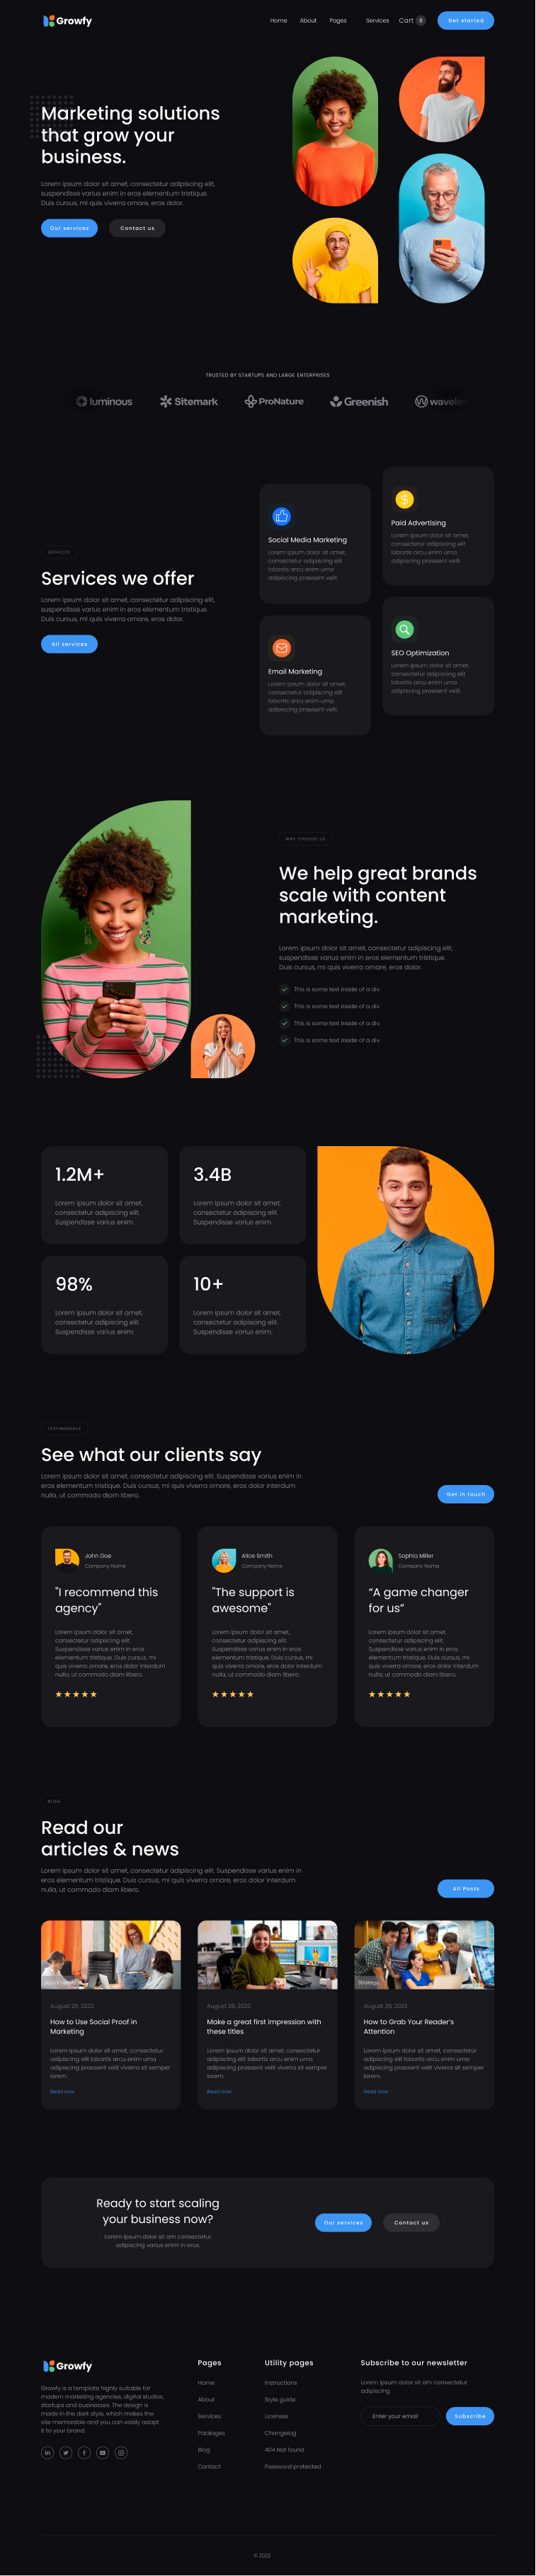 Growfy
Home About Pages Services Cart 0 Get started
Marketing solutions
that grow your
business.
Lorem ipsum dolor sit amet, consectetur adipiscing elit,
suspendisse varius enim in eros elementum tristique.
Duis cursus, mi quis viverra ornare, eros dolor.
Our services Contact us
TRUSTED BY STARTUPS AND LARGE ENTERPRISES
luminous Sitemark ProNature Greenish
SERVICES
Services we offer
Lorem ipsum dolor sit amet, consectetur adipiscing elit,
suspendisse varius enim in eros elementum tristique.
Duis cursus, mi quis viverra ornare, eros dolor.
All services
Social Media Marketing
Lorem ipsum dolor sit amet,
consectetur adipiscing elit
lobortis arcu enim urna
adipiscing praesent velit.
Email Marketing
Lorem ipsum dolor sit amet,
consectetur adipiscing elit
lobortis arcu enim urna
adipiscing praesent velit.
Paid Advertising
Lorem ipsum dolor sit amet,
consectetur adipiscing elit
lobortis arcu enim urna
adipiscing praesent velit.
SEO Optimization
Lorem ipsum dolor sit amet,
consectetur adipiscing elit
lobortis arcu enim urna
adipiscing praesent velit.
WHY CHOOSE US
We help great brands
scale with content
marketing.
Lorem ipsum dolor sit amet, consectetur adipiscing elit,
suspendisse varius enim in eros elementum tristique.
Duis cursus, mi quis viverra ornare, eros dolor.
This is some text inside of a div.
This is some text inside of a div.
This is some text inside of a div.
This is some text inside of a div.
1.2M+
Lorem ipsum dolor sit amet,
consectetur adipiscing elit.
Suspendisse varius enim.
3.4B
Lorem ipsum dolor sit amet,
consectetur adipiscing elit.
Suspendisse varius enim.
98%
Lorem ipsum dolor sit amet,
consectetur adipiscing elit.
Suspendisse varius enim.
10+
Lorem ipsum dolor sit amet,
consectetur adipiscing elit.
Suspendisse varius enim.
TESTIMONIALS
See what our clients say
Lorem ipsum dolor sit amet, consectetur adipiscing elit. Suspendisse varius enim in
eros elementum tristique. Duis cursus, mi quis viverra ornare, eros dolor interdum
nulla, ut commodo diam libero.
Get in touch
John Doe
Company Name
"I recommend this
agency"
Lorem ipsum dolor sit amet,
consectetur adipiscing elit.
Suspendisse varius enim in eros
elementum tristique. Duis cursus, mi
quis viverra ornare, eros dolor interdum
nulla, ut commodo diam libero.
Alice Smith
Company Name
"The support is
awesome"
Lorem ipsum dolor sit amet,
consectetur adipiscing elit.
Suspendisse varius enim in eros
elementum tristique. Duis cursus, mi
quis viverra ornare, eros dolor interdum
nulla, ut commodo diam libero.
Sophia Miller
Company Name
“A game changer
for us”
Lorem ipsum dolor sit amet,
consectetur adipiscing elit.
Suspendisse varius enim in eros
elementum tristique. Duis cursus, mi
quis viverra ornare, eros dolor interdum
nulla, ut commodo diam libero.
BLOG
Read our
articles & news
Lorem ipsum dolor sit amet, consectetur adipiscing elit. Suspendisse varius enim in
eros elementum tristique. Duis cursus, mi quis viverra ornare, eros dolor interdum
nulla, ut commodo diam libero.
All Posts
August 28, 2022
How to Use Social Proof in
Marketing
Lorem ipsum dolor sit amet, consectetur
adipiscing elit lobortis arcu enim urna
adipiscing praesent velit viverra sit semper
lorem.
Read now
August 28, 2022
Make a great first impression with
these titles
Lorem ipsum dolor sit amet, consectetur
adipiscing elit lobortis arcu enim urna
adipiscing praesent velit viverra sit semper
lorem.
Read now
Strategy
August 28, 2022
How to Grab Your Reader's
Attention
Lorem ipsum dolor sit amet, consectetur
adipiscing elit lobortis arcu enim urna
adipiscing praesent velit viverra sit semper
lorem.
Read now
Ready to start scaling
your business now?
Lorem ipsum dolor sit am consectetur
adipiscing varius enim in eros.
Our services Contact us
Growfy
Growfy is a template highly suitable for
modern marketing agencies, digital studios,
startups and businesses. The design is
made in the dark style, which makes the
site memorable and you can easily adapt
it to your brand.
Pages
Home
About
Services
Packages
Blog
Contact
Utility pages
Instructions
Style guide
Licenses
Changelog
404 Not found
Password protected
Subscribe to our newsletter
Lorem ipsum dolor sit am consectetur
adipiscing
Enter your email Subscribe
© 2022